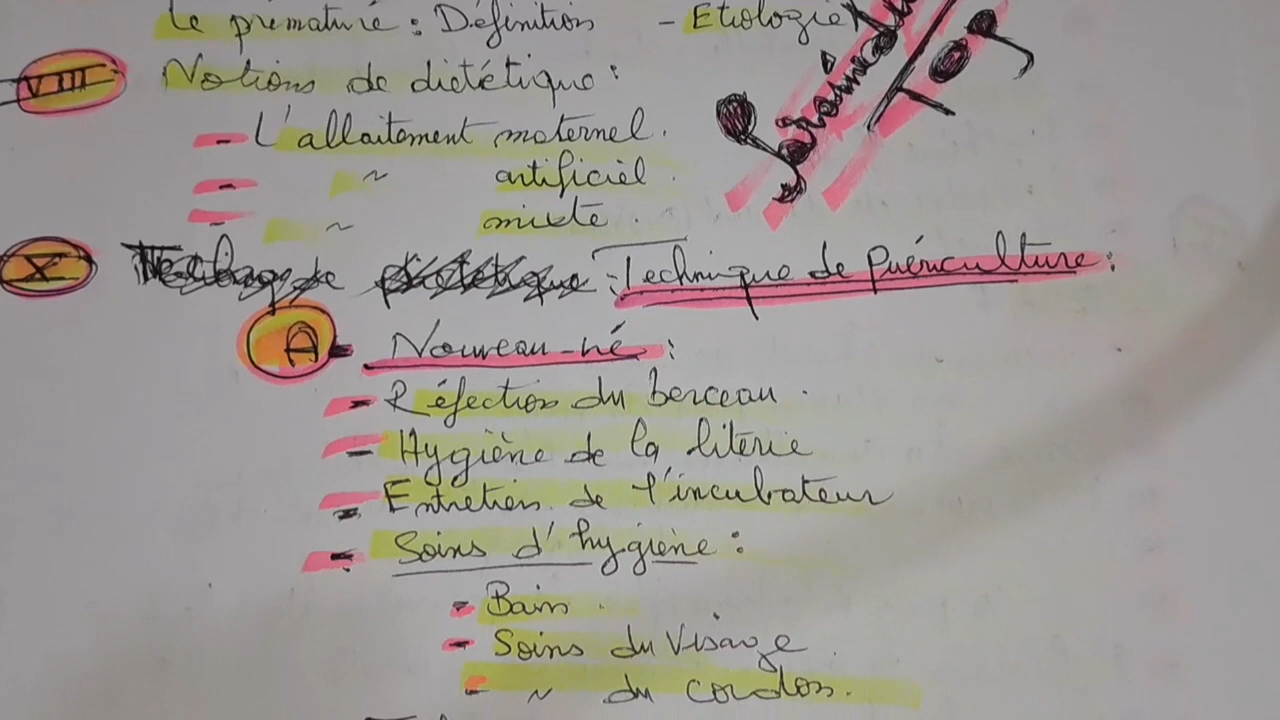 Le prématuré : Définition - Etiologie
VIII Notions de diététique :
- L'allaitement maternel.
- ~ artificiel.
- ~ mixte.
X Technique de Puériculture :
A- Nouveau-né :
- Réfection du berceau.
- Hygiène de la literie
- Entretien de l'incubateur
- Soins d'hygiène :
- Bain.
- Soins du Visage.
- ~ du cordon.